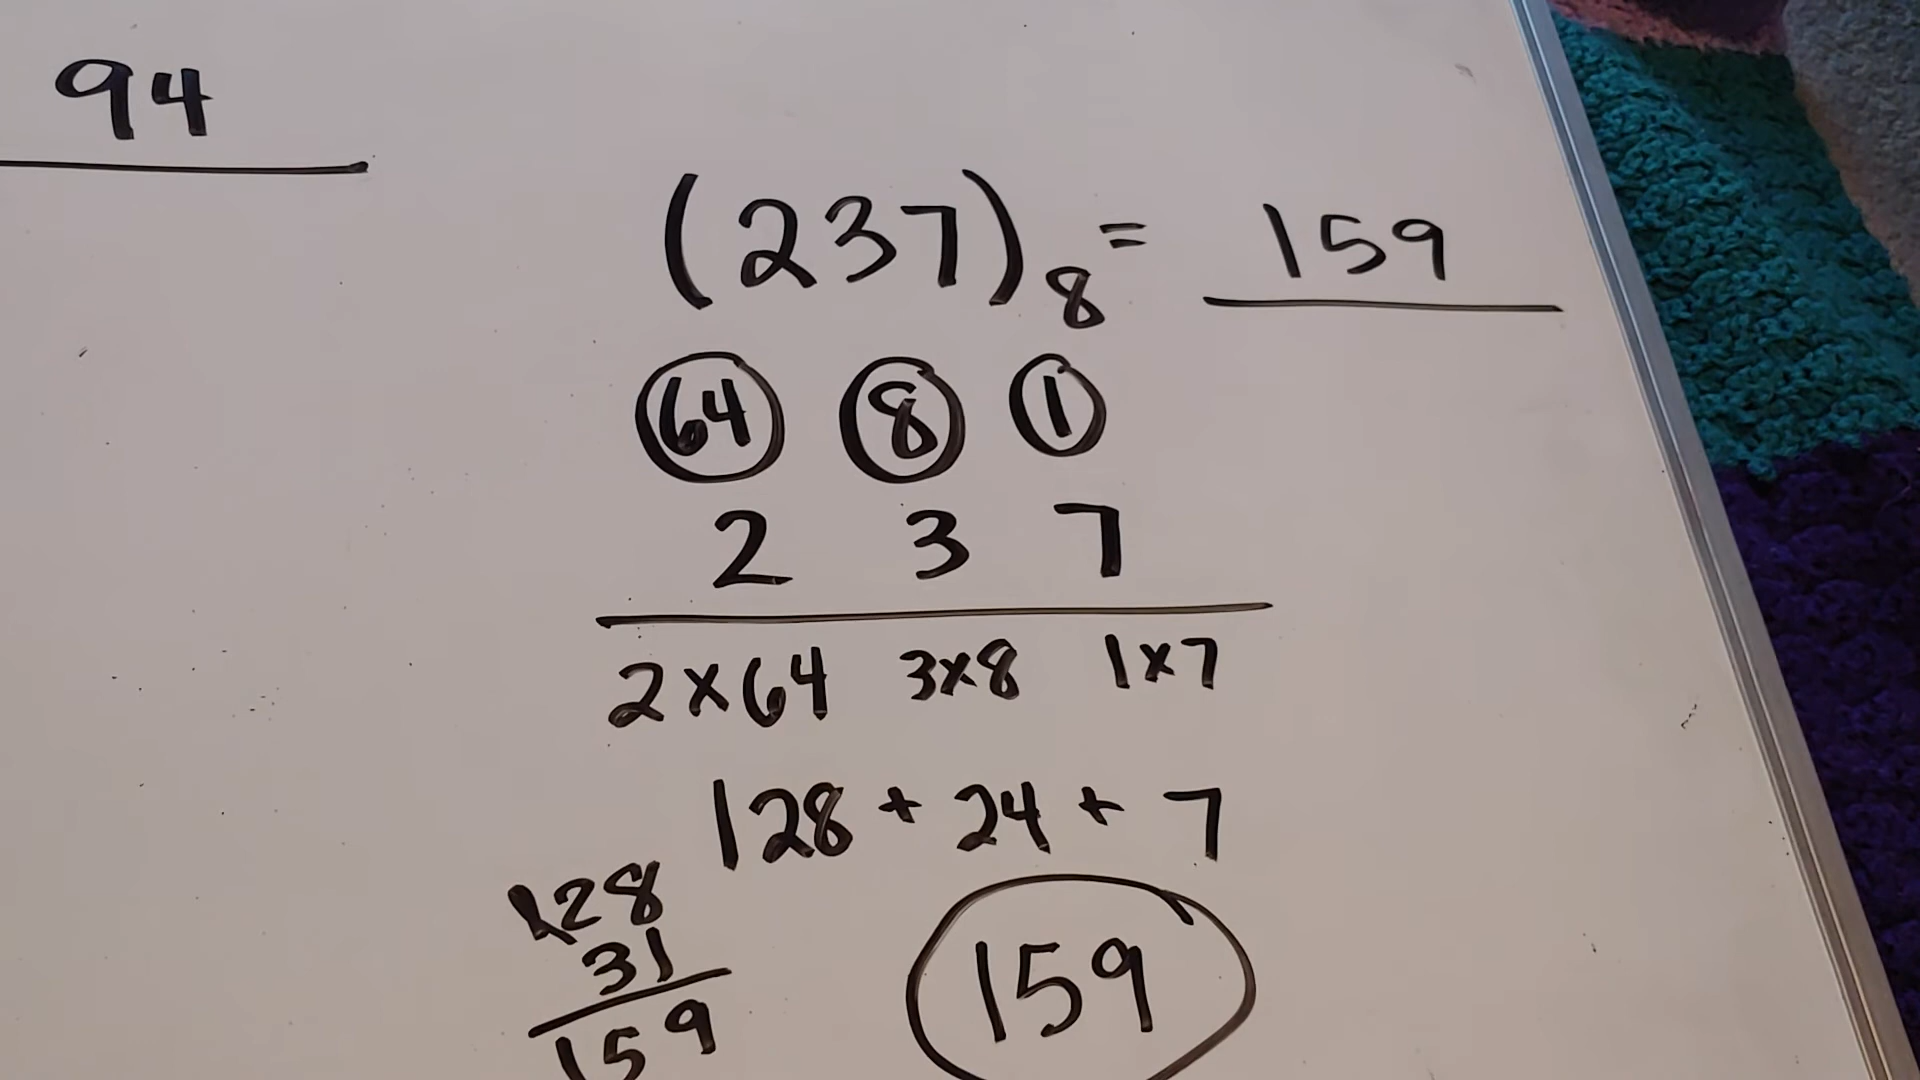 94
(237)8 = 159
64 8 1
2 3 7
2×64 3×8 1×7
128 + 24 + 7
128
31
159
159